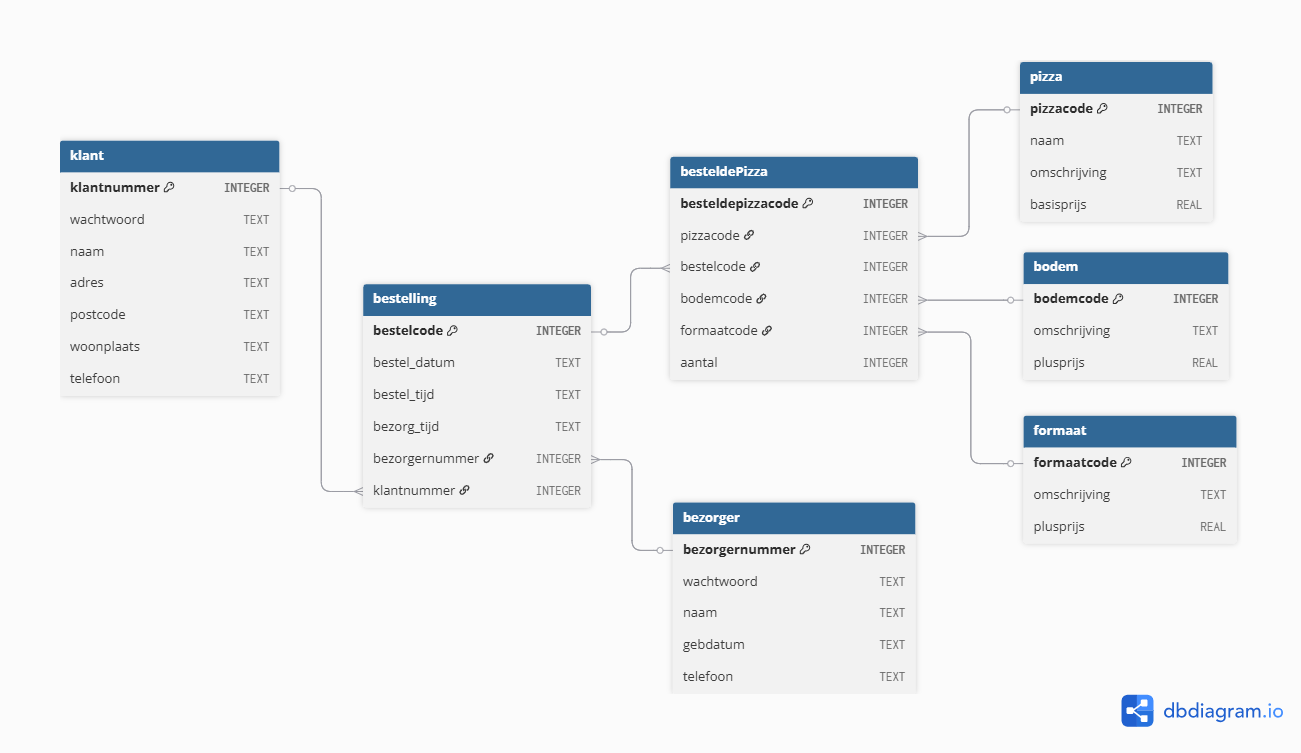 klant
klantnummer INTEGER
wachtwoord TEXT
naam TEXT
adres TEXT
postcode TEXT
woonplaats TEXT
telefoon TEXT
bestelling
bestelcode INTEGER
bestel_datum TEXT
bestel_tijd TEXT
bezorg_tijd TEXT
bezorgernummer INTEGER
klantnummer INTEGER
besteldePizza
besteldepizzacode INTEGER
pizzacode INTEGER
bestelcode INTEGER
bodemcode INTEGER
formaatcode INTEGER
aantal INTEGER
bezorger
bezorgernummer INTEGER
wachtwoord TEXT
naam TEXT
gebdatum TEXT
telefoon TEXT
pizza
pizzacode INTEGER
naam TEXT
omschrijving TEXT
basisprijs REAL
bodem
bodemcode INTEGER
omschrijving TEXT
plusprijs REAL
formaat
formaatcode INTEGER
omschrijving TEXT
plusprijs REAL
dbdiagram.io